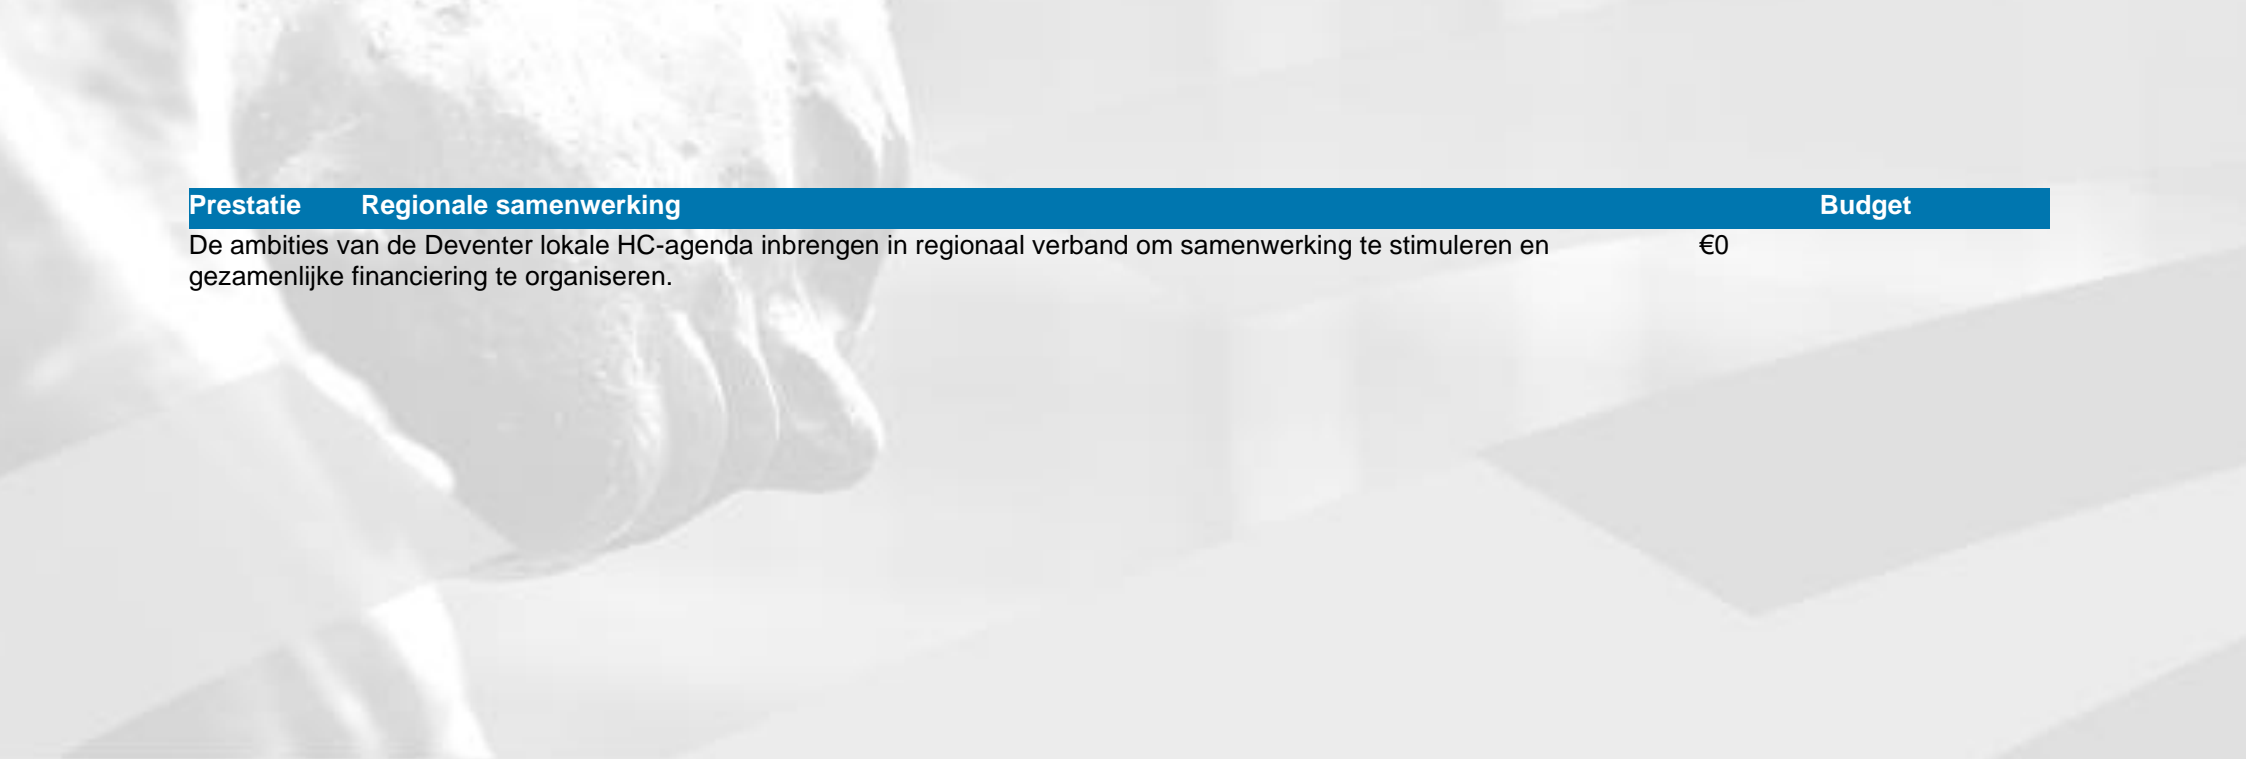 Prestatie Regionale samenwerking Budget
De ambities van de Deventer lokale HC-agenda inbrengen in regionaal verband om samenwerking te stimuleren en €0
gezamenlijke financiering te organiseren.